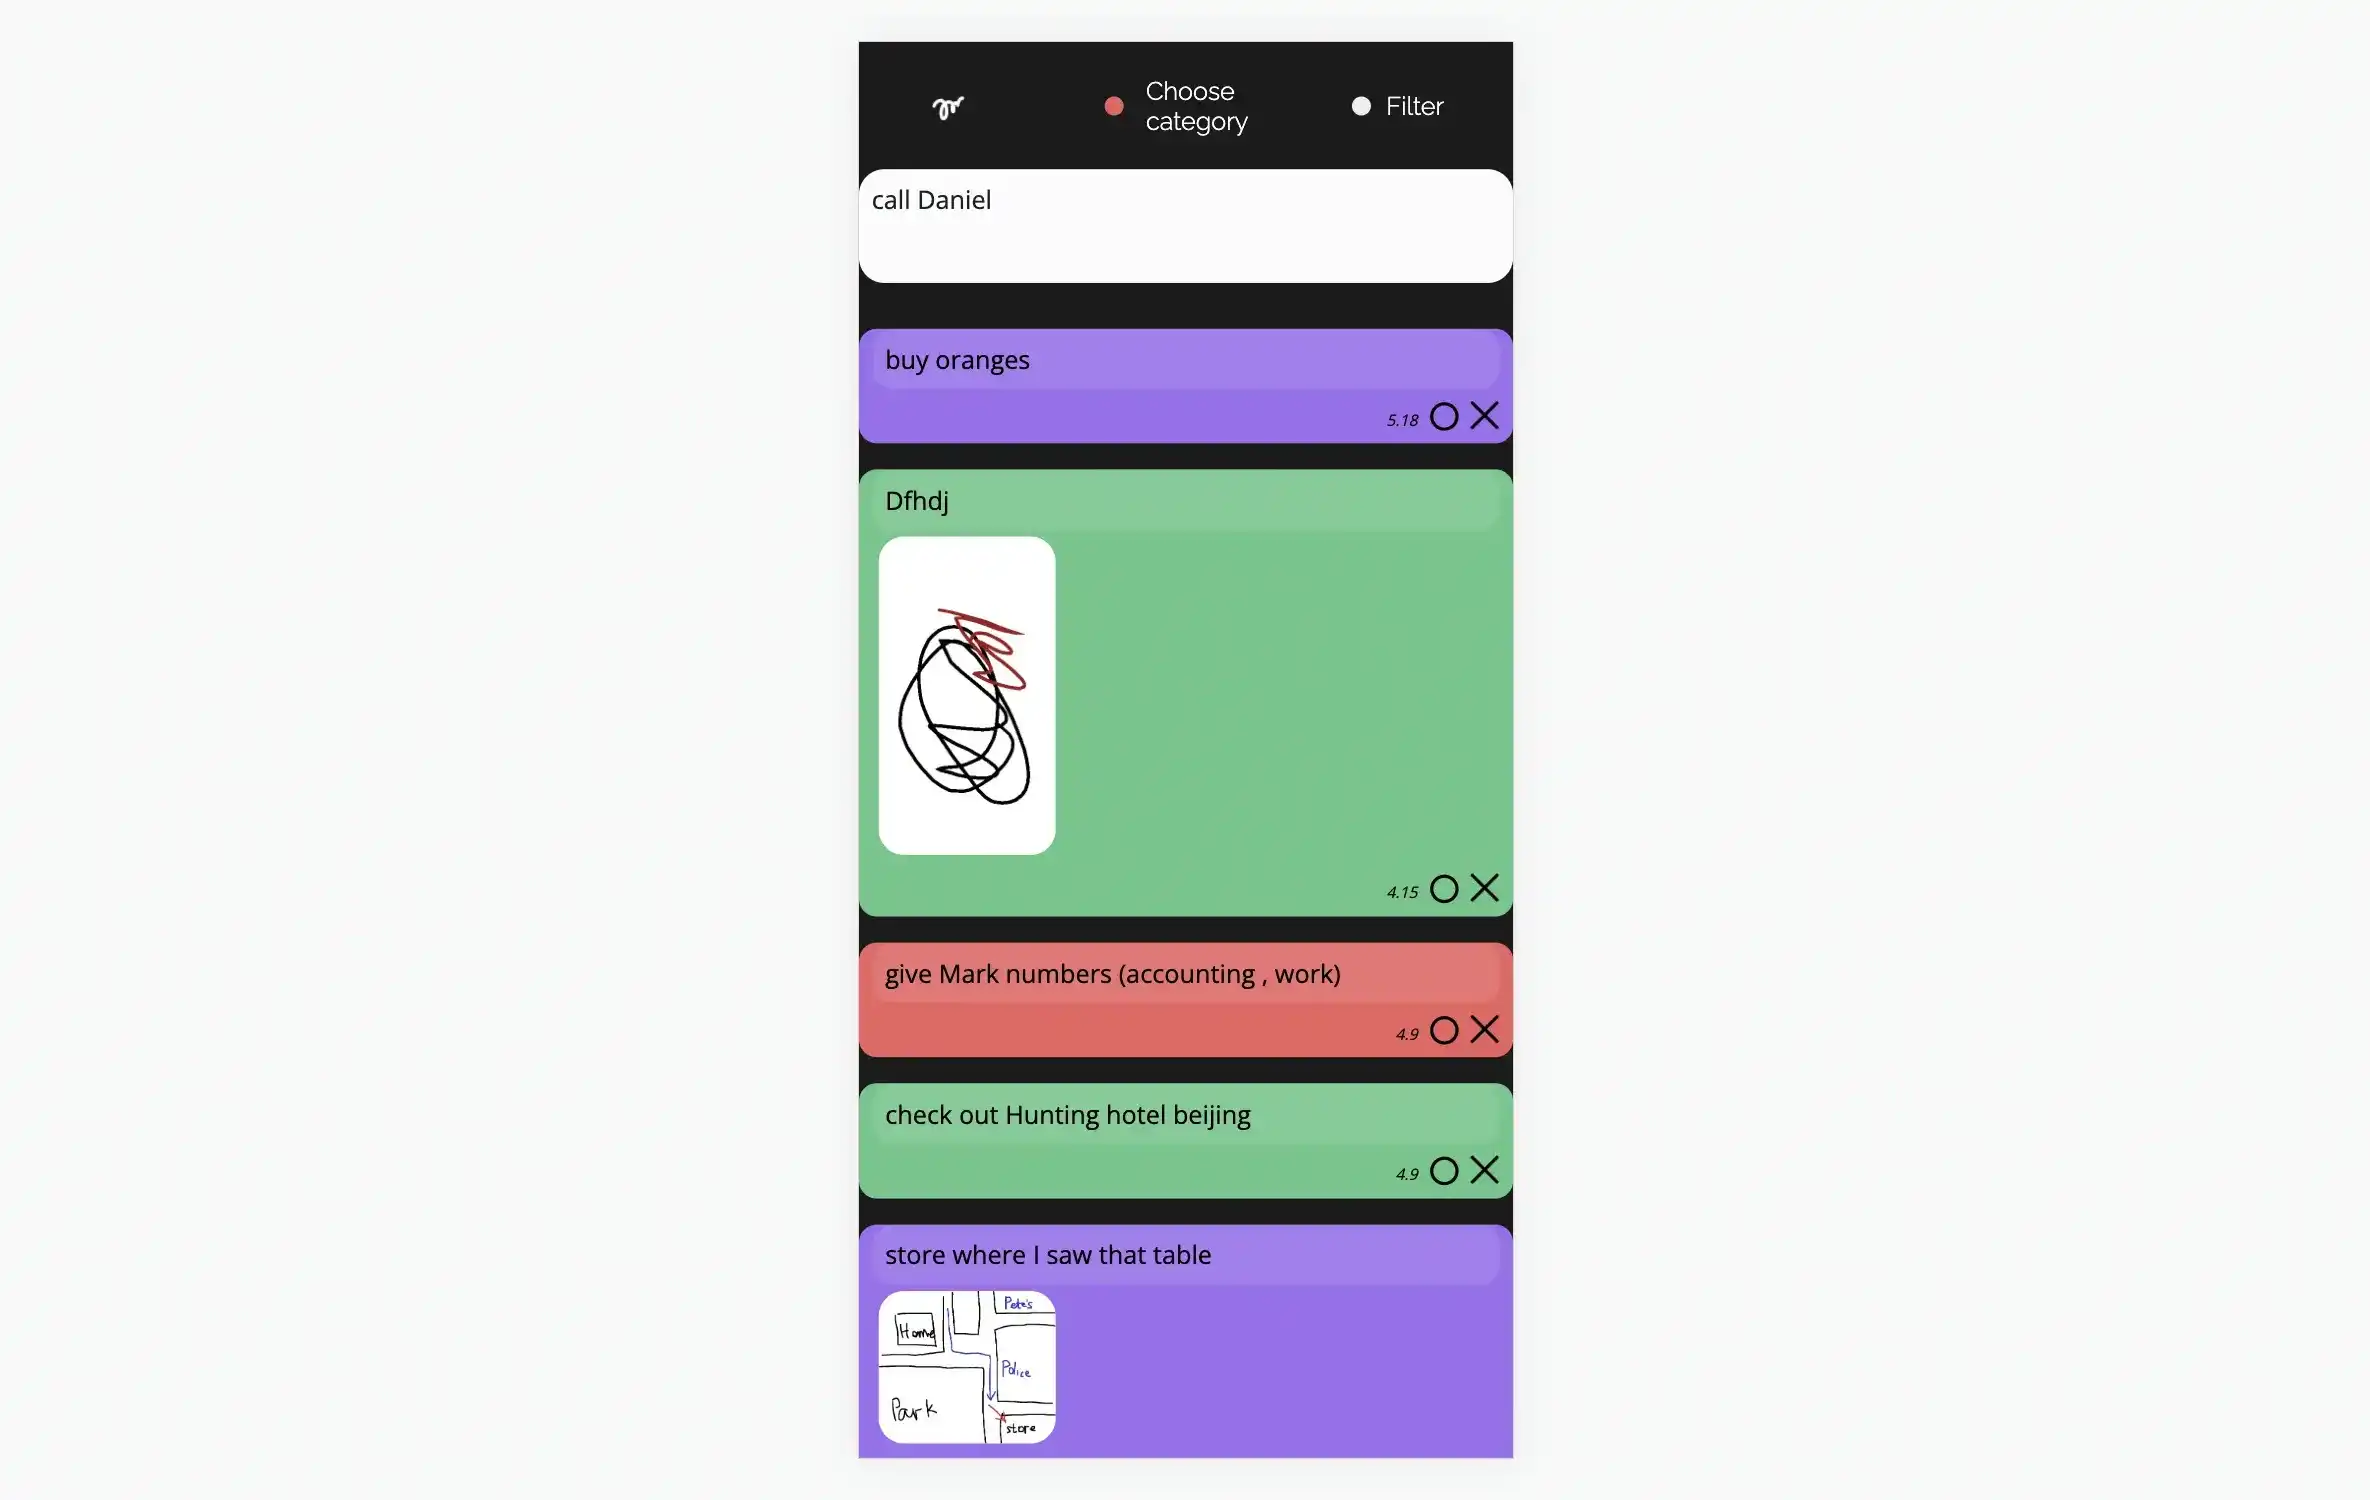 Choose
category
Filter
call Daniel
buy oranges
5.18
Dfhdj
4.15
give Mark numbers (accounting , work)
4.9
check out Hunting hotel beijing
4.9
store where I saw that table
Pete's
Home
Police
Park
store